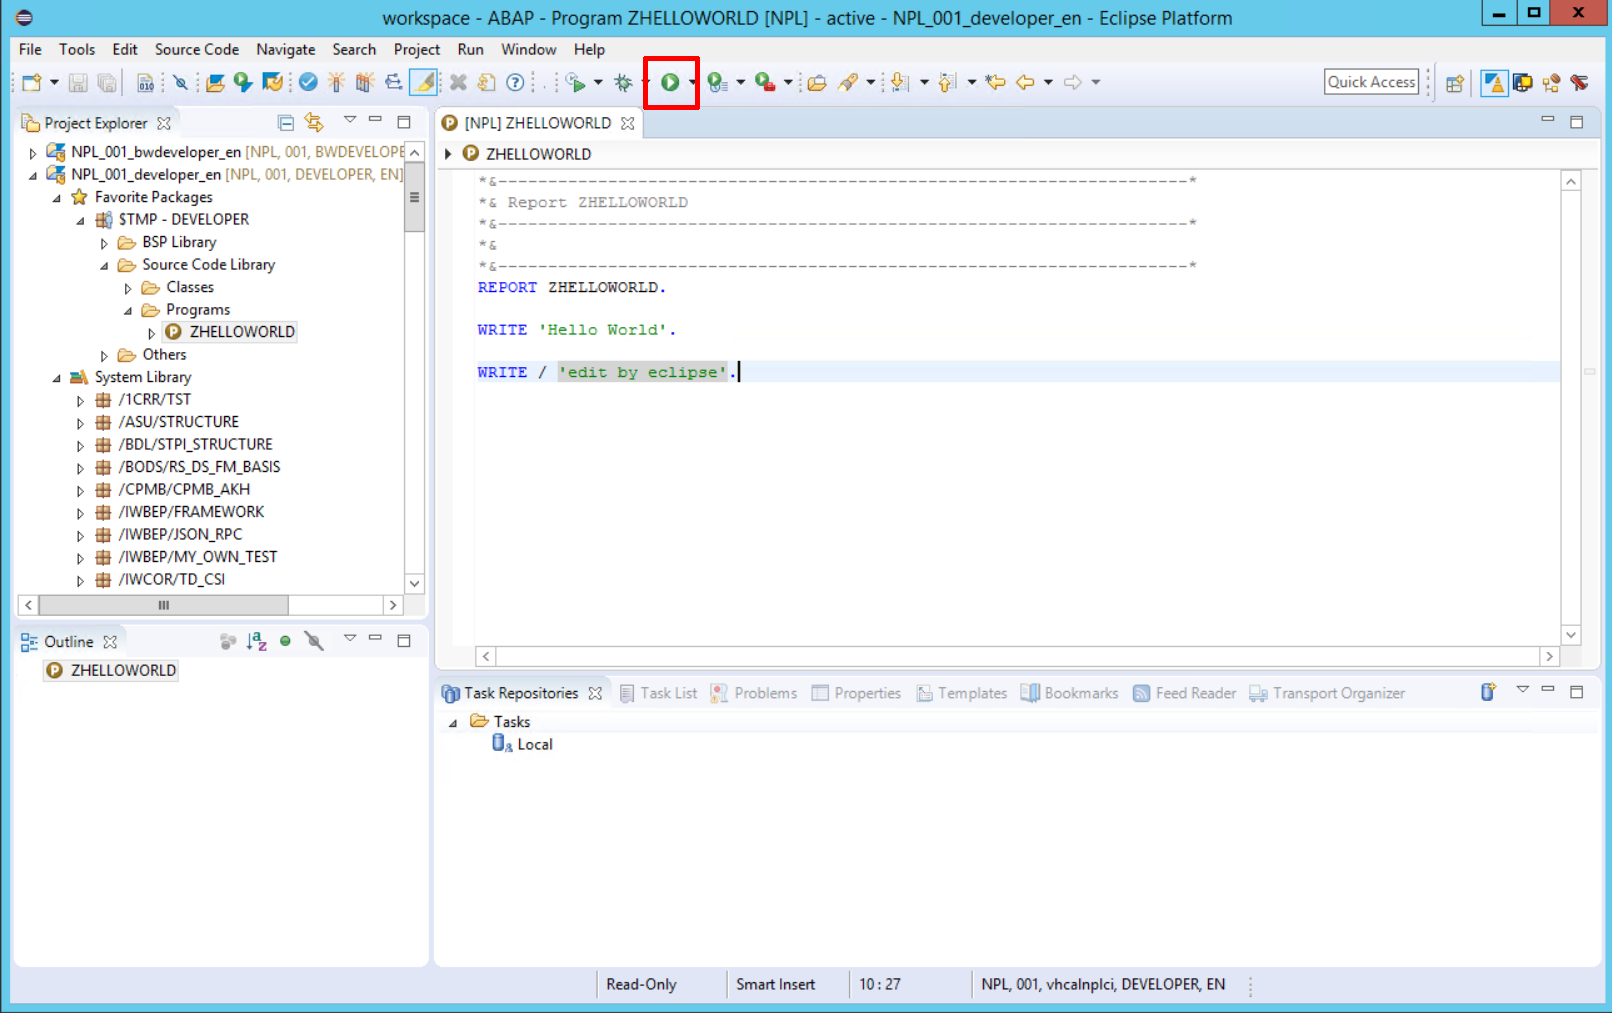 workspace - ABAP - Program ZHELLOWORLD [NPL] - active - NPL_001_developer_en - Eclipse Platform
File Tools Edit Source Code Navigate Search Project Run Window Help
Quick Access
Project Explorer
NPL_001_bwdeveloper_en [NPL, 001, BWDEVELOPE
NPL_001_developer_en [NPL, 001, DEVELOPER, EN]
Favorite Packages
$TMP - DEVELOPER
BSP Library
Source Code Library
Classes
Programs
ZHELLOWORLD
Others
System Library
/1CRR/TST
/ASU/STRUCTURE
/BDL/STPI_STRUCTURE
/BODS/RS_DS_FM_BASIS
/CPMB/CPMB_AKH
/IWBEP/FRAMEWORK
/IWBEP/JSON_RPC
/IWBEP/MY_OWN_TEST
/IWCOR/TD_CSI
Outline
ZHELLOWORLD
[NPL] ZHELLOWORLD
ZHELLOWORLD
*&---------------------------------------------------------------------*
*& Report ZHELLOWORLD
*&---------------------------------------------------------------------*
*&
*&---------------------------------------------------------------------*
REPORT ZHELLOWORLD.
WRITE 'Hello World'.
WRITE / 'edit by eclipse'.
Task Repositories Task List Problems Properties Templates Bookmarks Feed Reader Transport Organizer
Tasks
Local
Read-Only Smart Insert 10 : 27 NPL, 001, vhcalnplci, DEVELOPER, EN